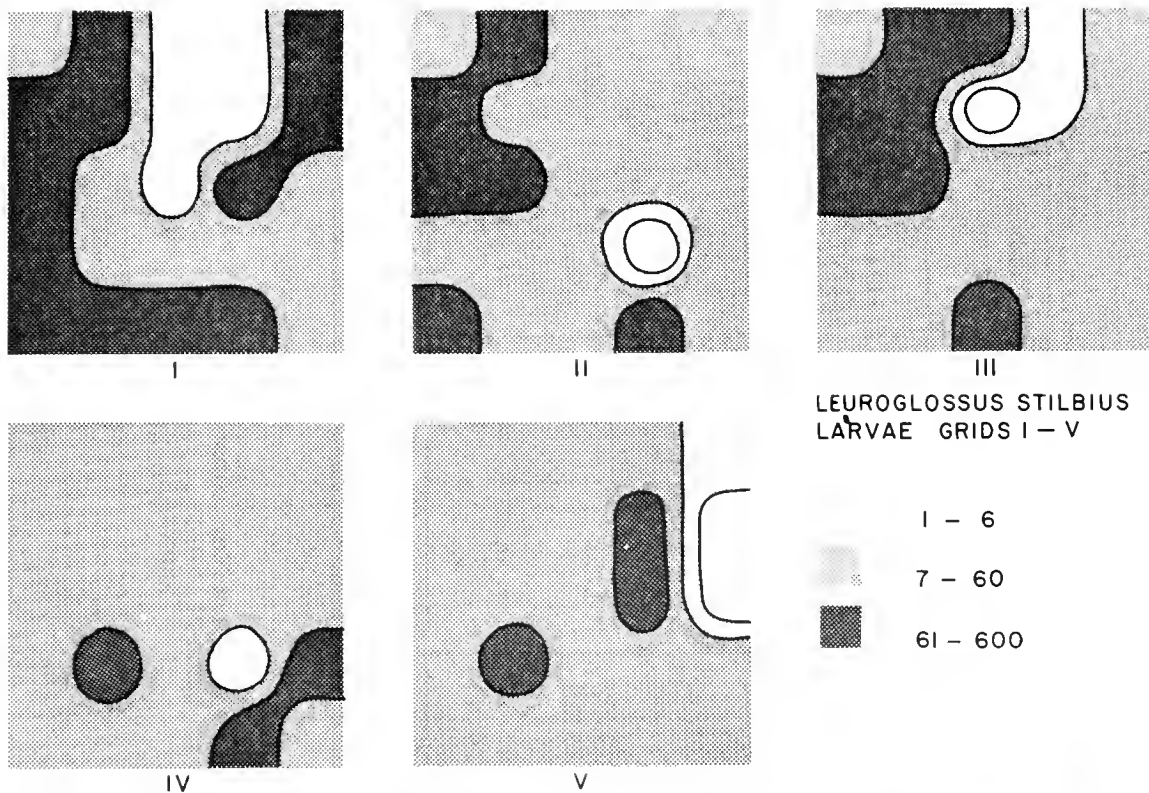 I
II
III
LEUROGLOSSUS STILBIUS
LARVAE GRIDS I – V
1 – 6
7 – 60
61 – 600
IV
V